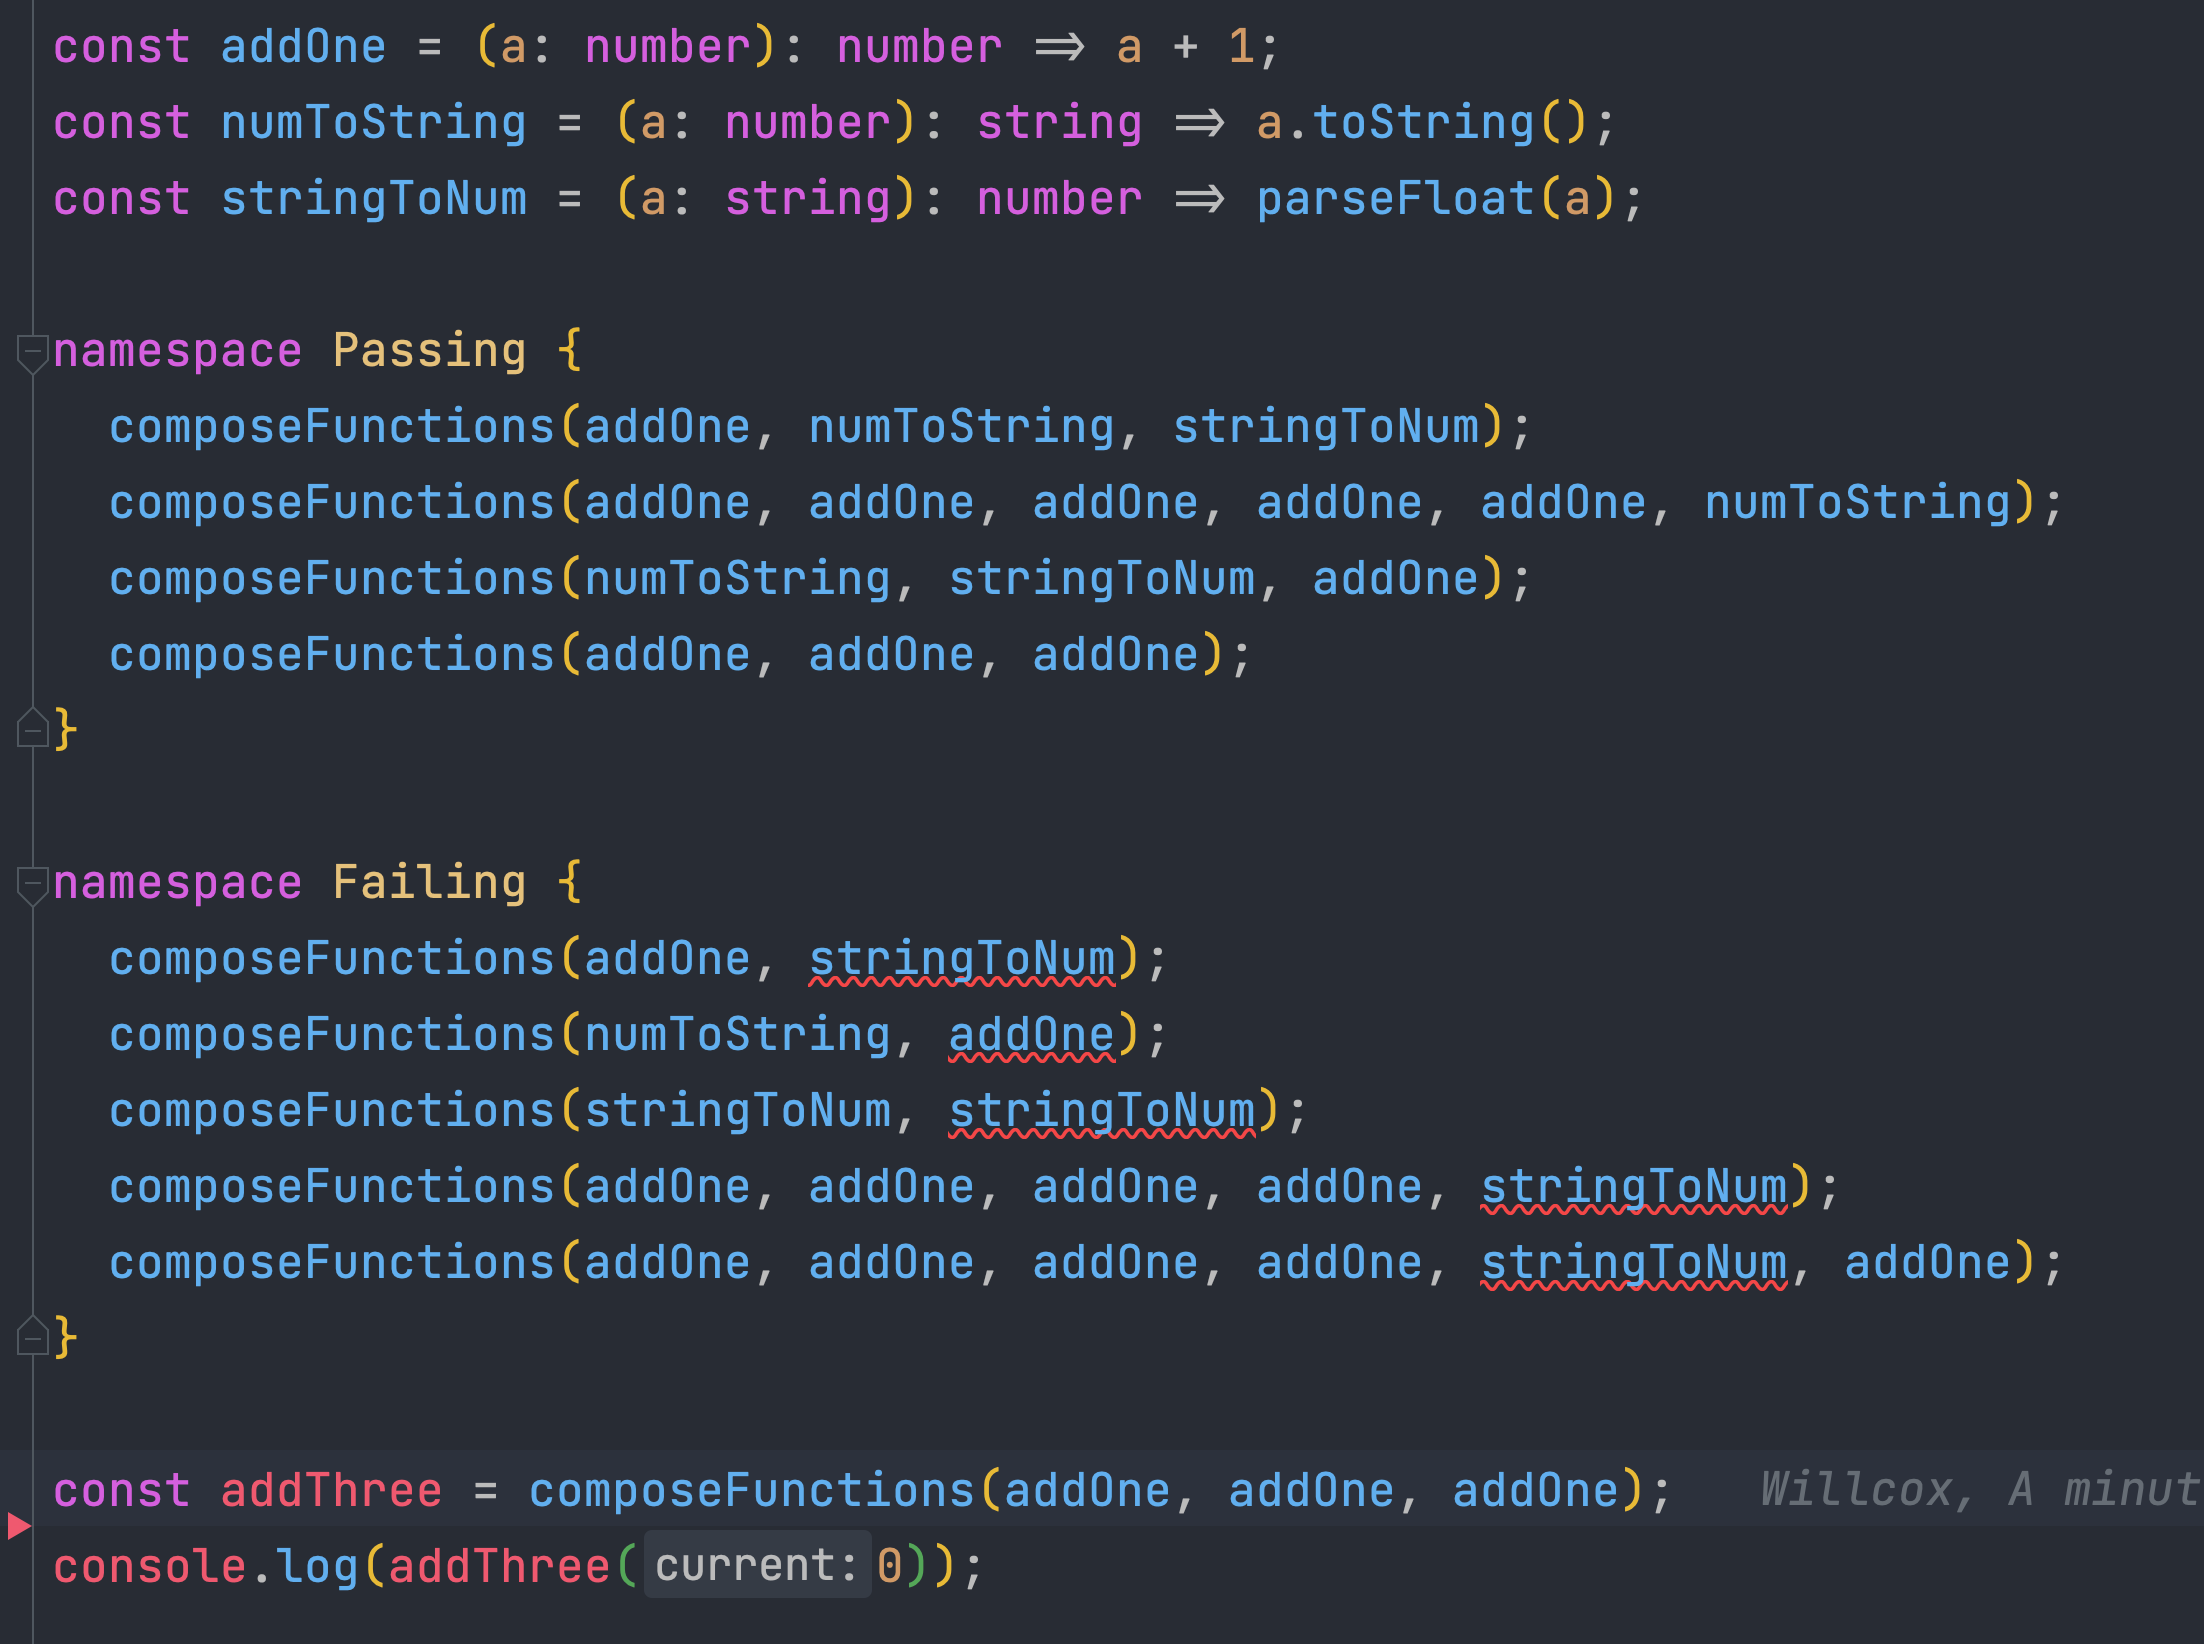 const addOne = (a: number): number => a + 1;
const numToString = (a: number): string => a.toString();
const stringToNum = (a: string): number => parseFloat(a);
namespace Passing {
composeFunctions(addOne, numToString, stringToNum);
composeFunctions(addOne, addOne, addOne, addOne, addOne, numToString);
composeFunctions(numToString, stringToNum, addOne);
composeFunctions(addOne, addOne, addOne);
}
namespace Failing {
composeFunctions(addOne, stringToNum);
composeFunctions(numToString, addOne);
composeFunctions(stringToNum, stringToNum);
composeFunctions(addOne, addOne, addOne, addOne, stringToNum);
composeFunctions(addOne, addOne, addOne, addOne, stringToNum, addOne);
}
const addThree = composeFunctions(addOne, addOne, addOne); Willcox, A minut
console.log(addThree( current: 0));